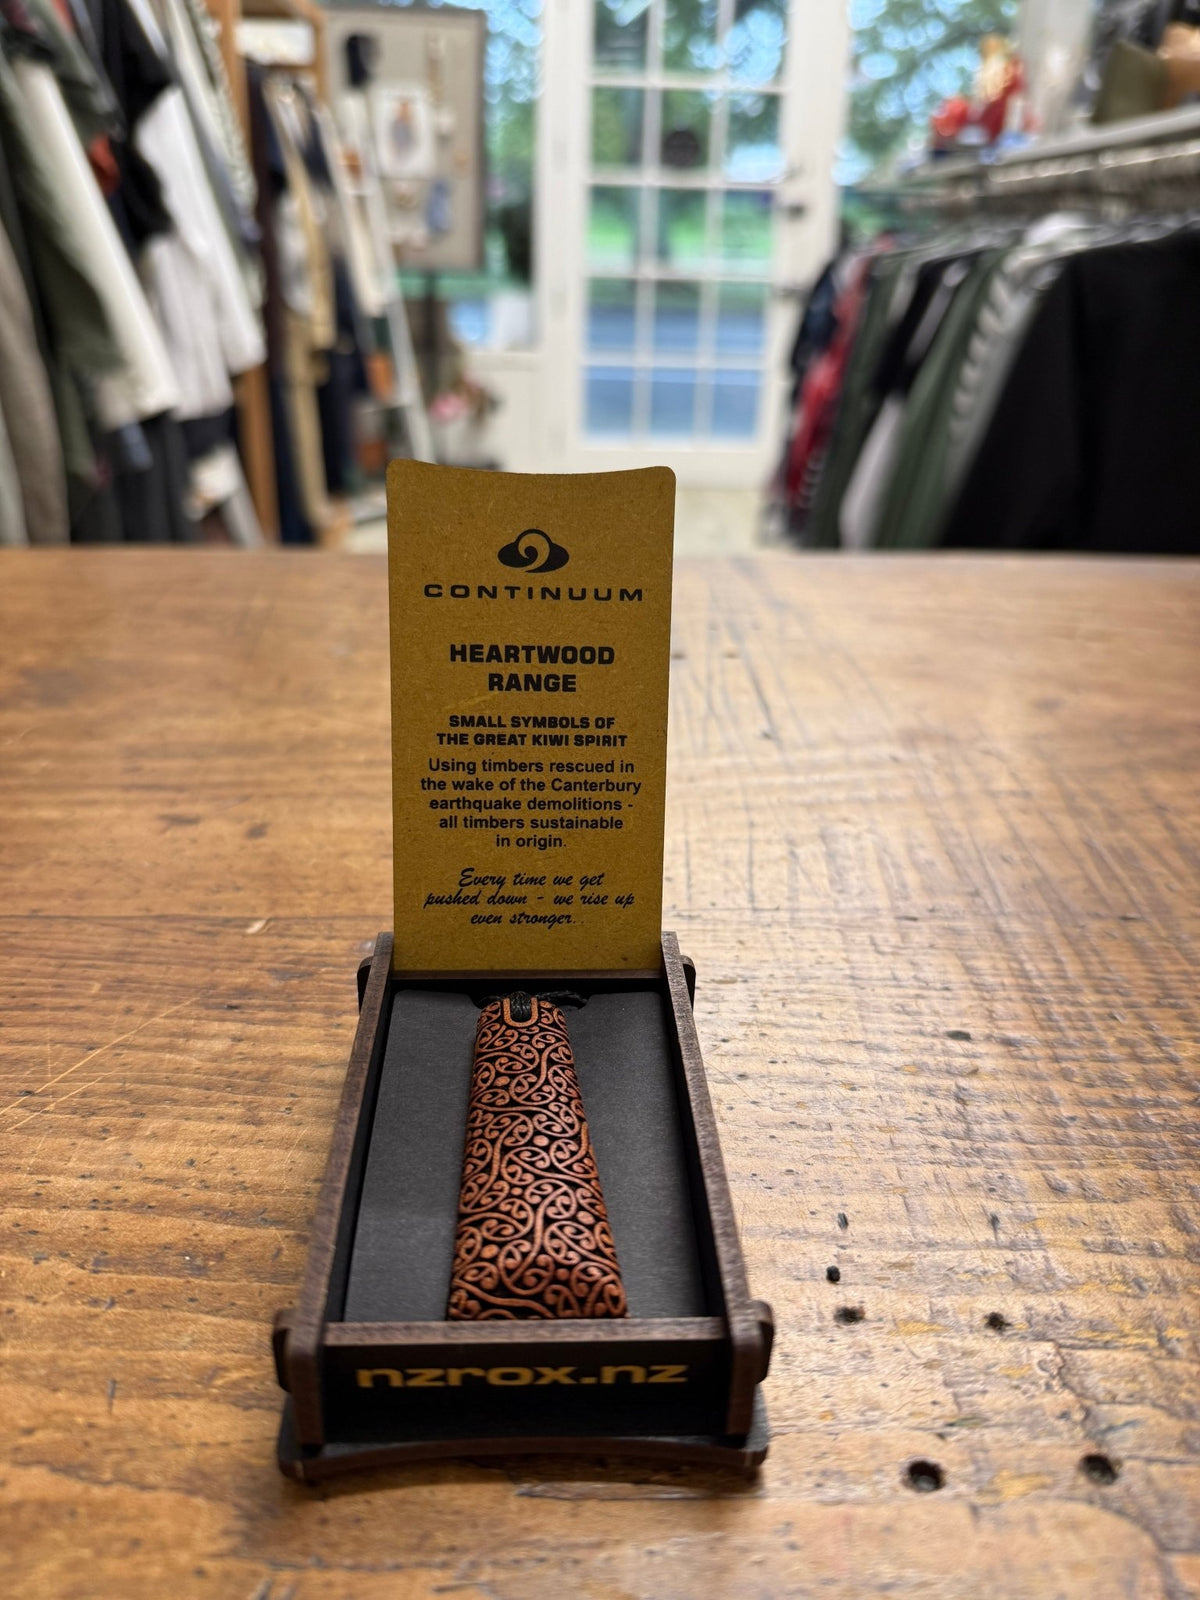 CONTINUUM
HEARTWOOD
RANGE
SMALL SYMBOLS OF
THE GREAT KIWI SPIRIT
Using timbers rescued in
the wake of the Canterbury
earthquake demolitions -
all timbers sustainable
in origin.
Every time we get
pushed down - we rise up
even stronger..
nzrox.nz